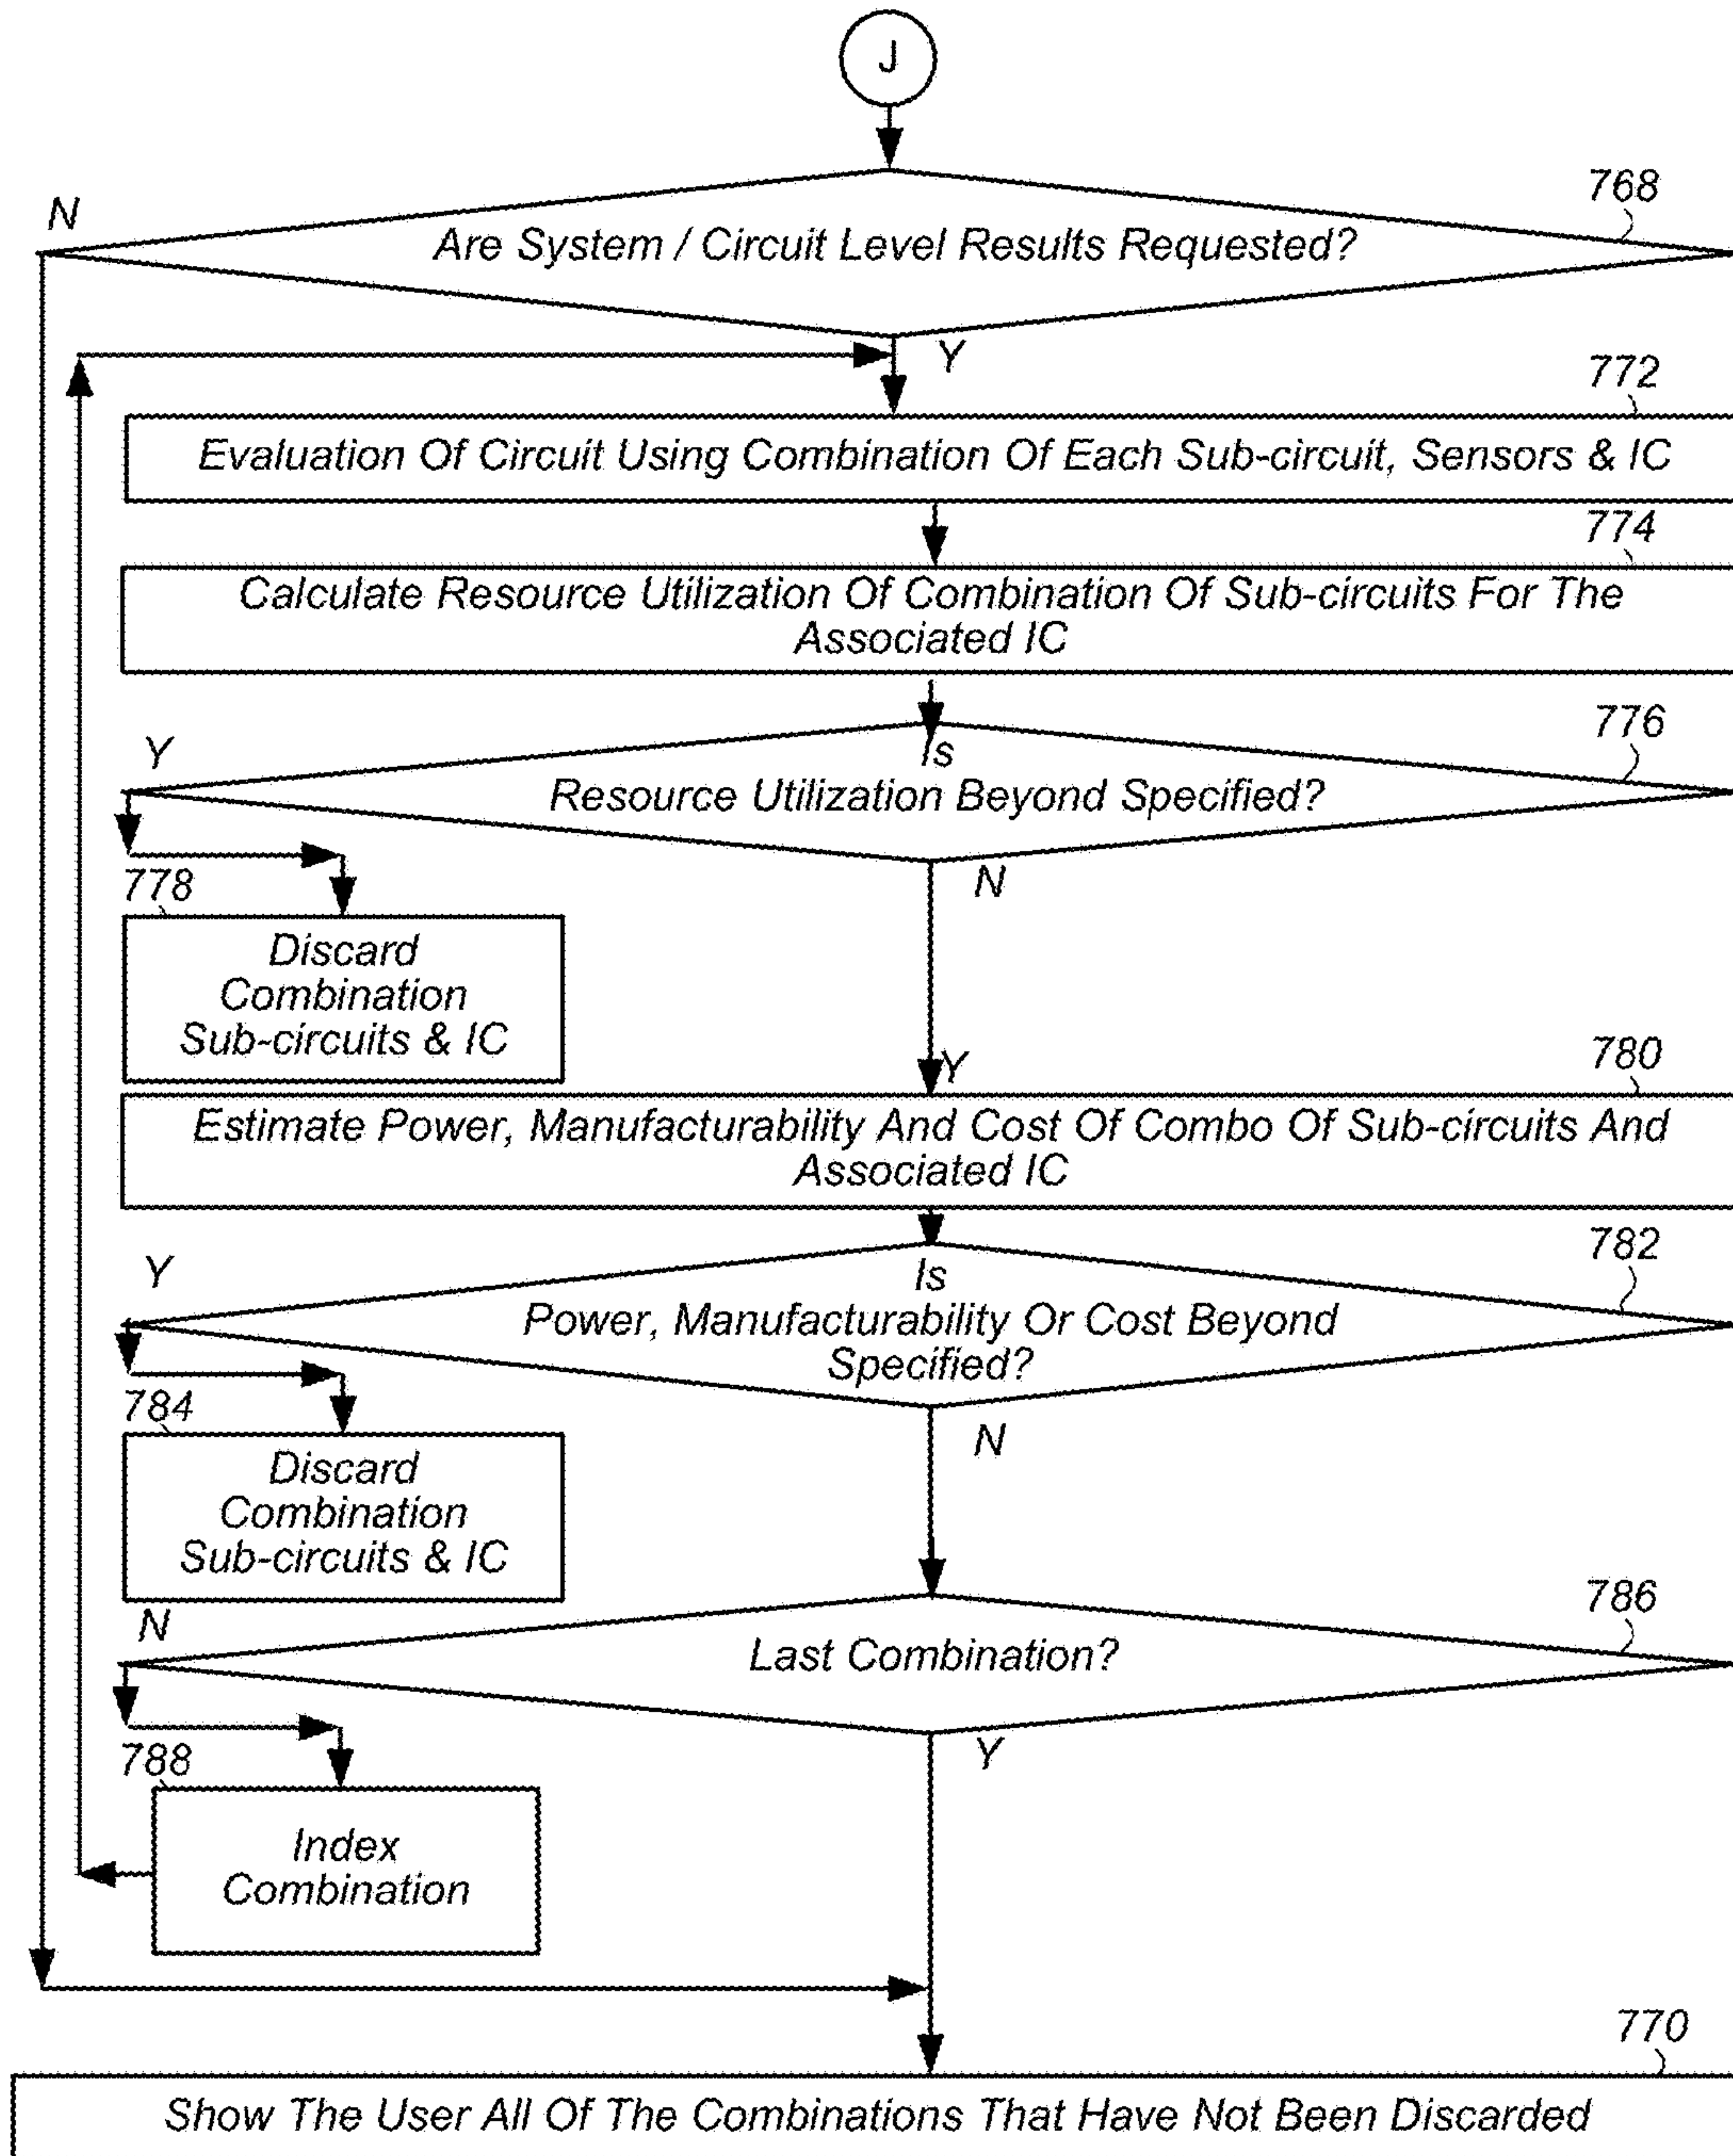 J
768
N
Are System / Circuit Level Results Requested?
Y
772
Evaluation Of Circuit Using Combination Of Each Sub-circuit, Sensors & IC
774
Calculate Resource Utilization Of Combination Of Sub-circuits For The
Associated IC
776
Y
Is
Resource Utilization Beyond Specified?
N
778
Discard
Combination
Sub-circuits & IC
Y
780
Estimate Power, Manufacturability And Cost Of Combo Of Sub-circuits And
Associated IC
782
Y
Is
Power, Manufacturability Or Cost Beyond
Specified?
N
784
Discard
Combination
Sub-circuits & IC
786
N
Last Combination?
Y
788
Index
Combination
770
Show The User All Of The Combinations That Have Not Been Discarded